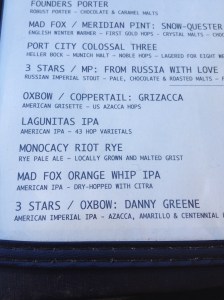 FOUNDERS PORTER
ROBUST PORTER - CHOCOLATE & CARAMEL MALTS
MAD FOX / MERIDIAN PINT: SNOW-QUESTER
ENGLISH WINTER WARMER - FIRST GOLD HOPS - CRYSTAL MALTS - CHOC
PORT CITY COLOSSAL THREE
HELLER BOCK - MUNICH MALT - NOBLE HOPS - LAGERED FOR EIGHT WE
3 STARS / MP: FROM RUSSIA WITH LOVE
RUSSIAN IMPERIAL STOUT - PALE, CHOCOLATE & ROASTED MALTS -
OXBOW / COPPERTAIL: GRIZACCA
AMERICAN GRISETTE - US AZACCA HOPS
LAGUNITAS IPA
AMERICAN IPA - 43 HOP VARIETALS
MONOCACY RIOT RYE
RYE PALE ALE - LOCALLY GROWN AND MALTED GRIST
MAD FOX ORANGE WHIP IPA
AMERICAN IPA - DRY-HOPPED WITH CITRA
3 STARS / OXBOW: DANNY GREENE
AMERICAN IMPERIAL IPA - AZACCA, AMARILLO & CENTENNIAL